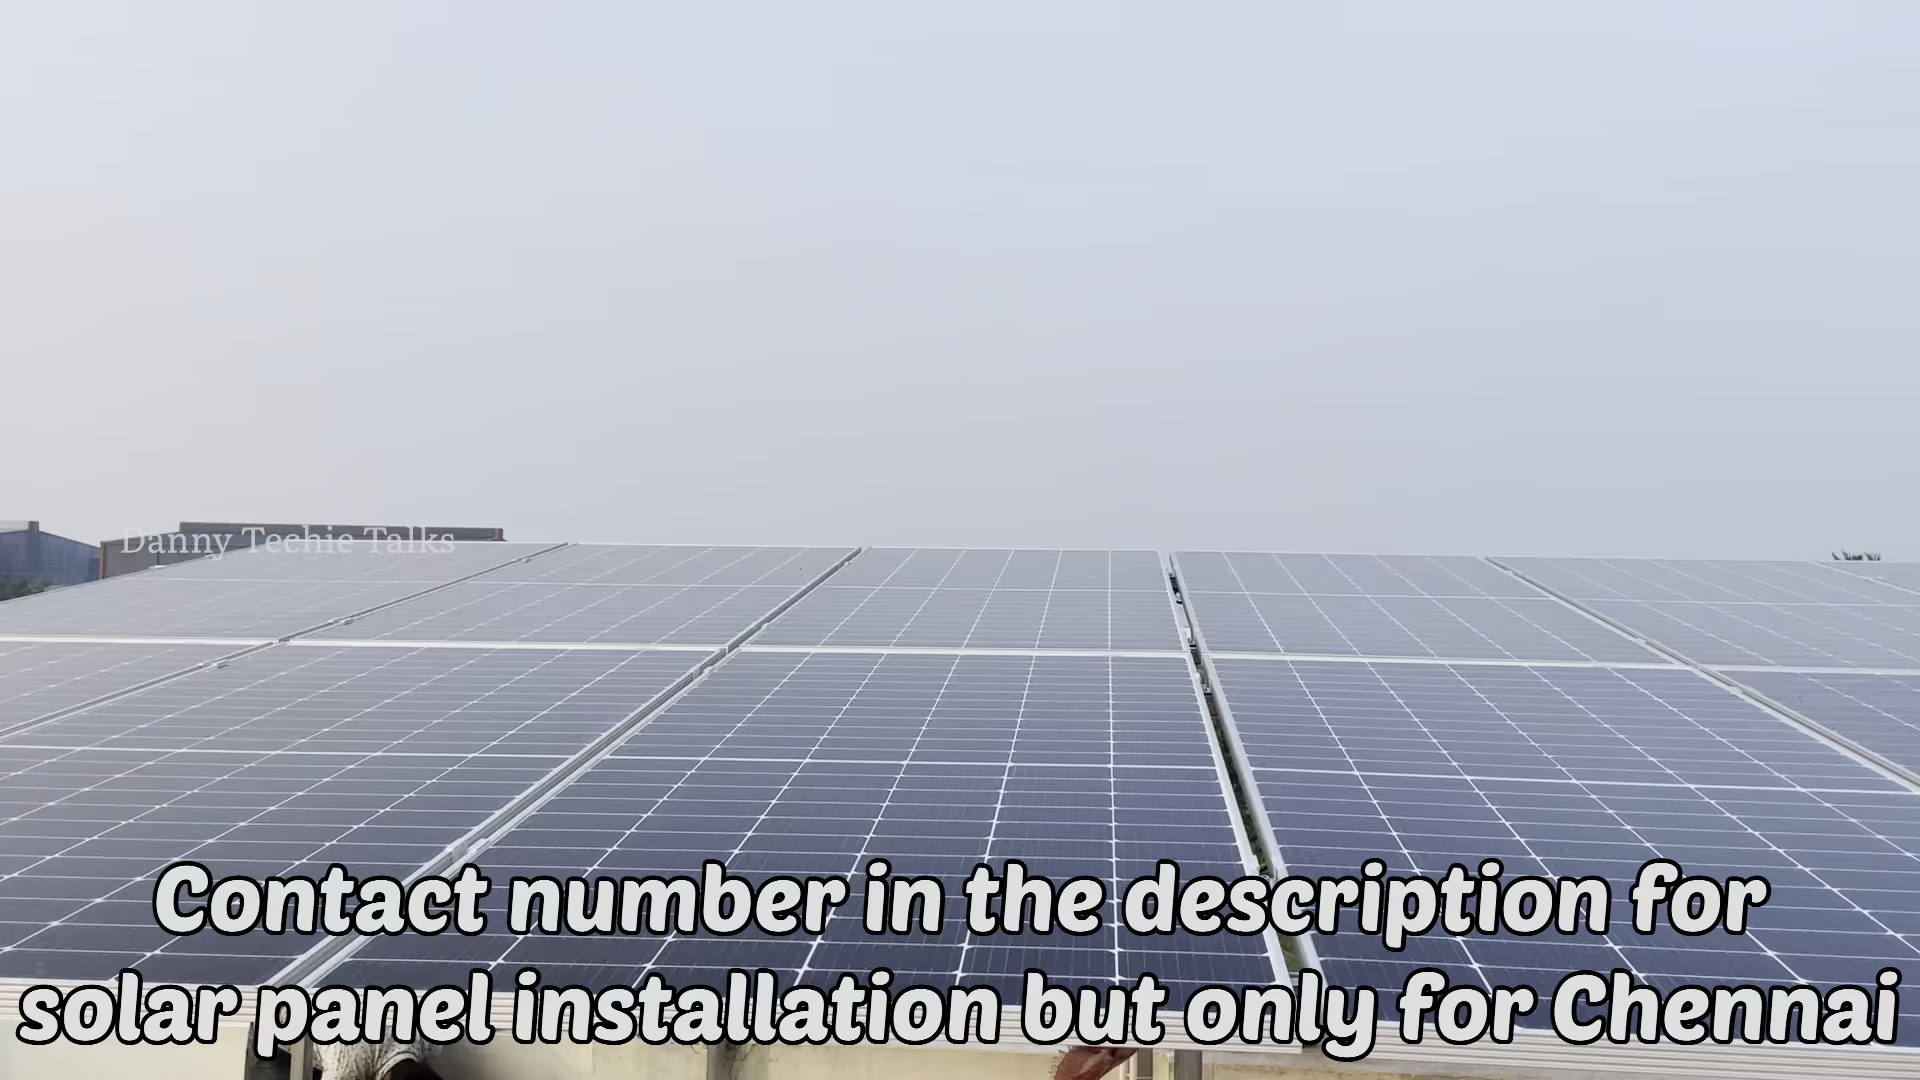 Danny Techie Talks
Contact number in the description for
solar panel installation but only for Chennai